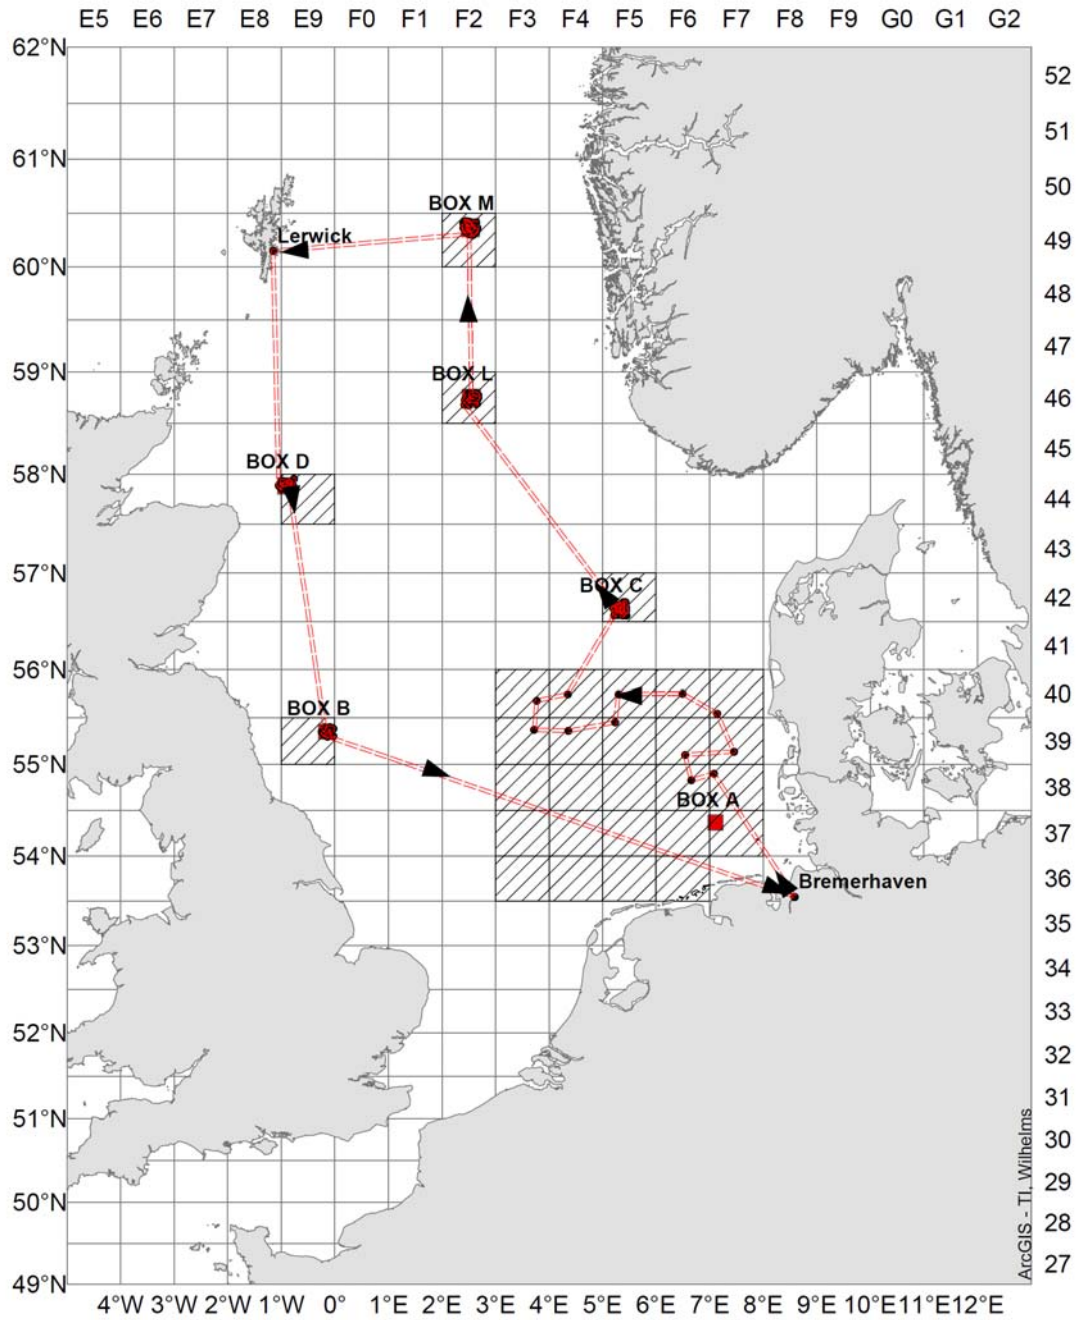 E5 E6 E7 E8 E9 F0 F1 F2 F3 F4 F5 F6 F7 F8 F9 G0 G1 G2
62°N
52
61°N
51
50
BOX M
Lerwick
49
60°N
48
47
59°N
BOX L
46
45
BOX D
58°N
44
43
57°N
BOX C
42
41
56°N
40
BOX B
39
55°N
38
BOX A
37
54°N
Bremerhaven
36
35
53°N
34
33
52°N
32
31
51°N
30
29
50°N
28
27
49°N
ArcGIS - TI, Wilhelms
4°W 3°W 2°W 1°W 0° 1°E 2°E 3°E 4°E 5°E 6°E 7°E 8°E 9°E 10°E 11°E 12°E